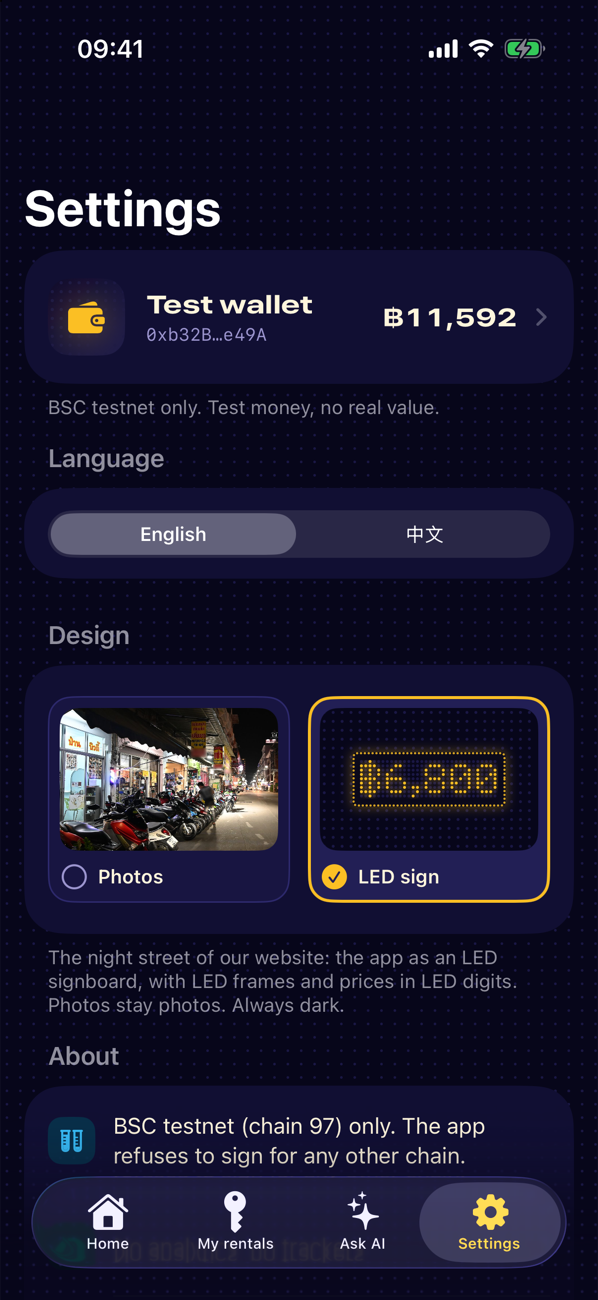 09:41
Settings
Test wallet
฿11,592
0xb32B…e49A
BSC testnet only. Test money, no real value.
Language
English
中文
Design
฿6,800
Photos
LED sign
The night street of our website: the app as an LED
signboard, with LED frames and prices in LED digits.
Photos stay photos. Always dark.
About
BSC testnet (chain 97) only. The app
refuses to sign for any other chain.
Home
My rentals
Ask AI
Settings